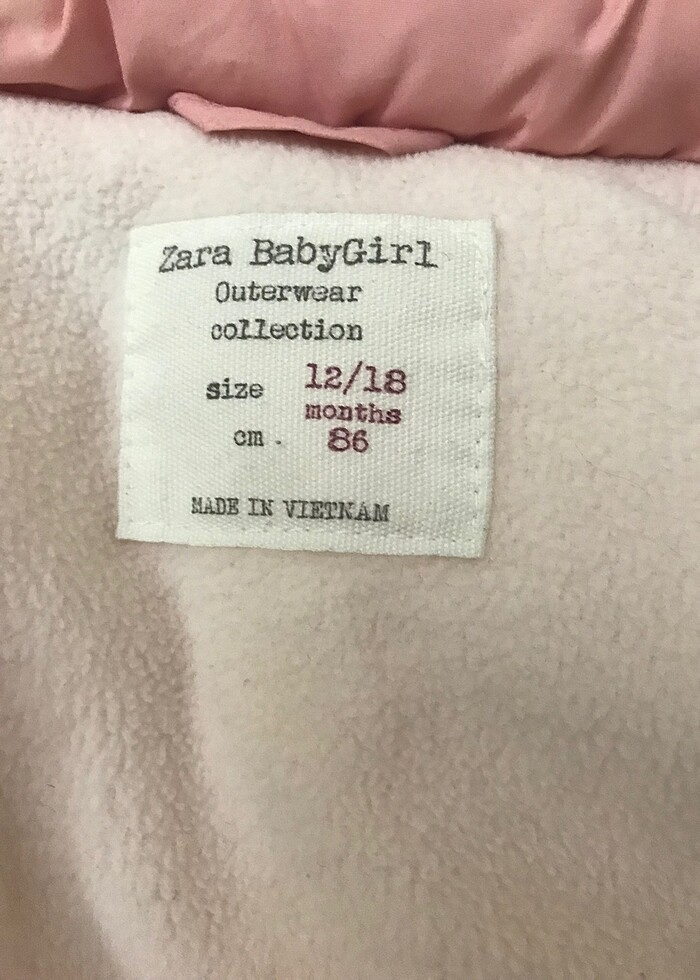 Zara BabyGirl
Outerwear
collection
size 12/18
months
cm. 86
MADE IN VIETNAM